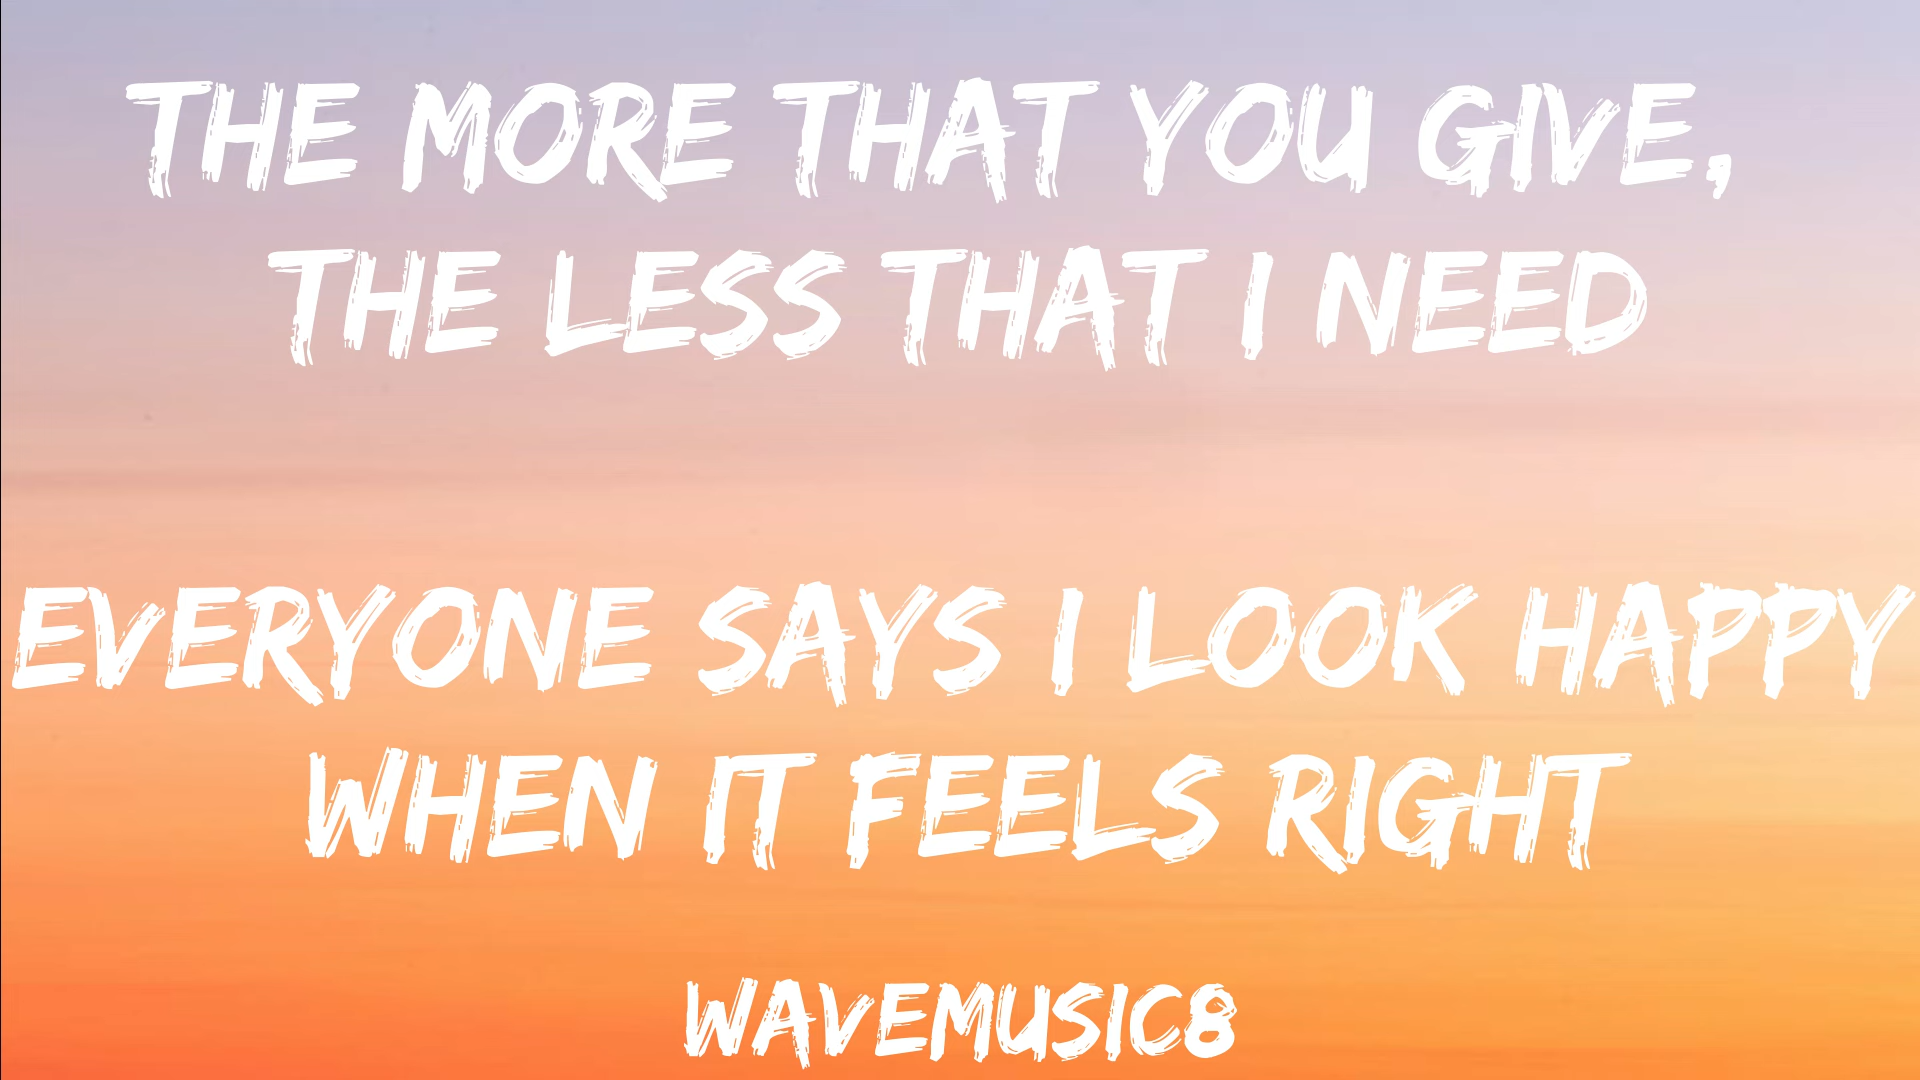 THE MORE THAT YOU GIVE,
THE LESS THAT I NEED
EVERYONE SAYS I LOOK HAPPY
WHEN IT FEELS RIGHT
WAVEMUSIC8